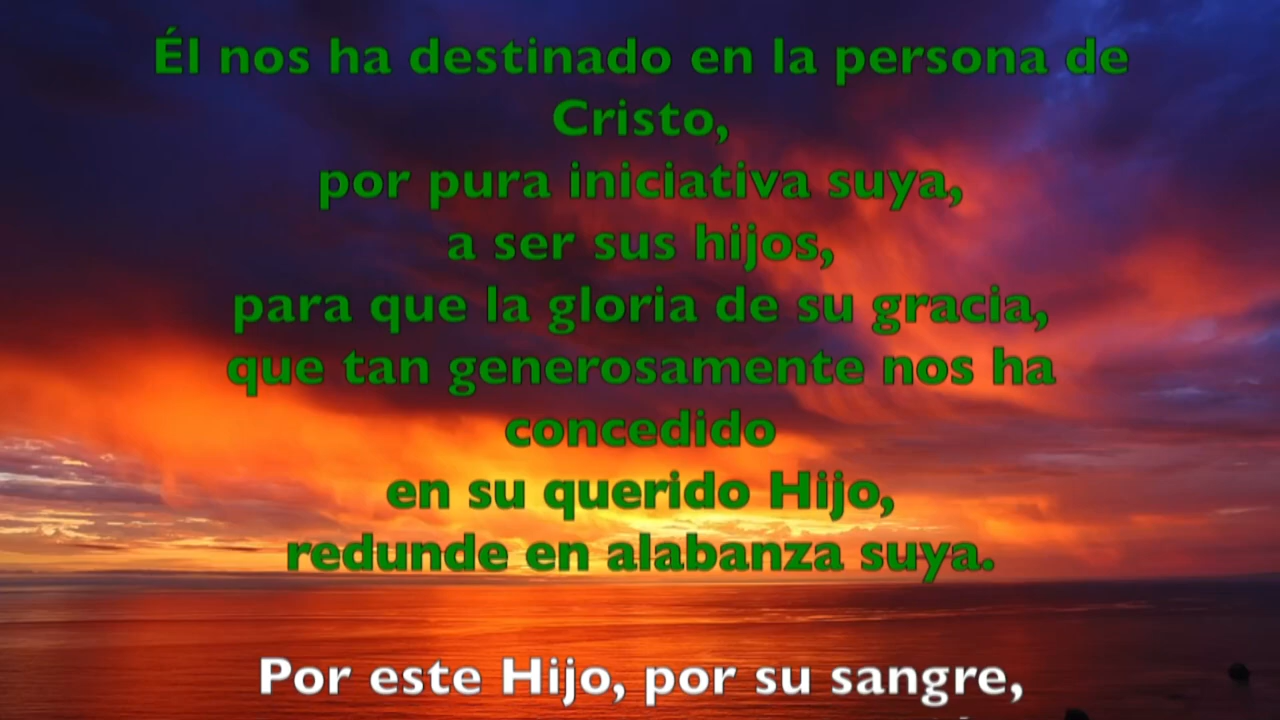 Él nos ha destinado en la persona de
Cristo,
por pura iniciativa suya,
a ser sus hijos,
para que la gloria de su gracia,
que tan generosamente nos ha
concedido
en su querido Hijo,
redunde en alabanza suya.
Por este Hijo, por su sangre,